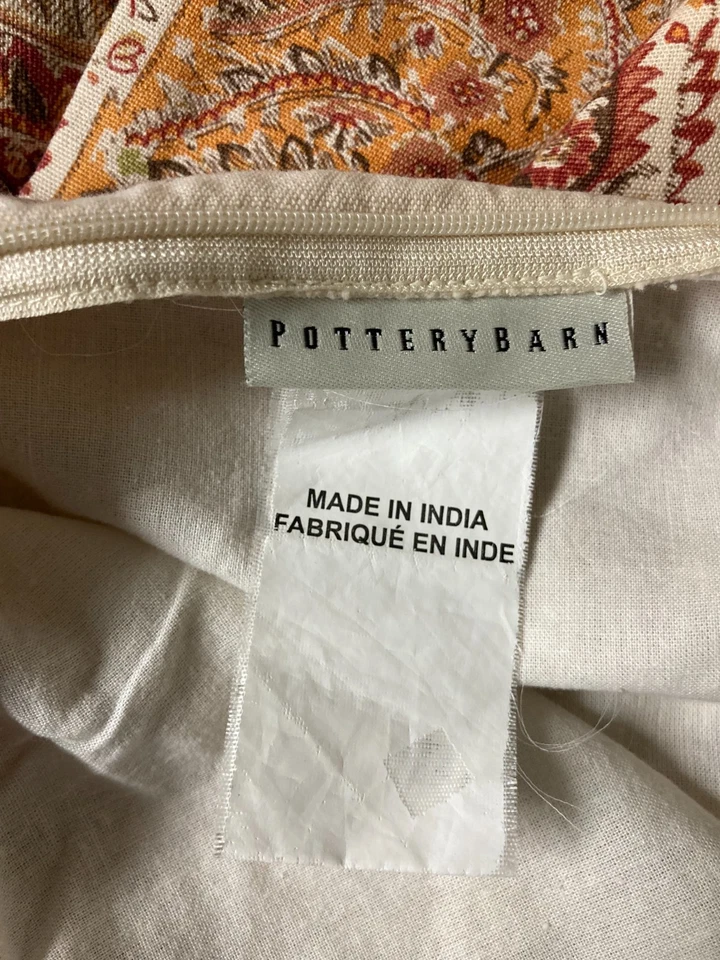 POTTERYBARN
MADE IN INDIA
FABRIQUÉ EN INDE